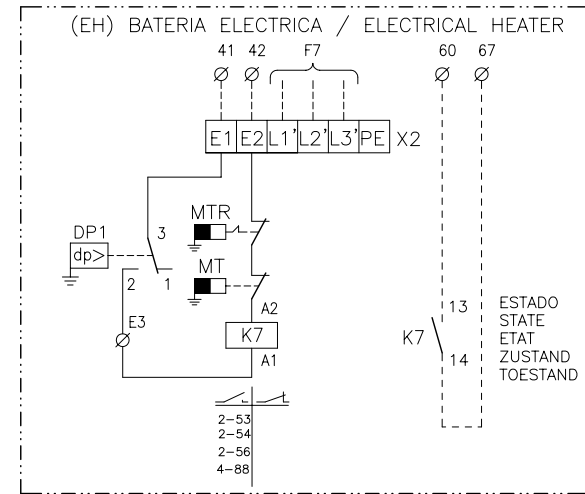 (EH) BATERIA ELECTRICA / ELECTRICAL HEATER
41 42 F7 60 67
E1 E2 L1' L2' L3' PE X2
MTR
DP1 3
dp>
MT
2 1
E3
A2
K7
A1
K7 13
14
ESTADO
STATE
ETAT
ZUSTAND
TOESTAND
2-53
2-54
2-56
4-88